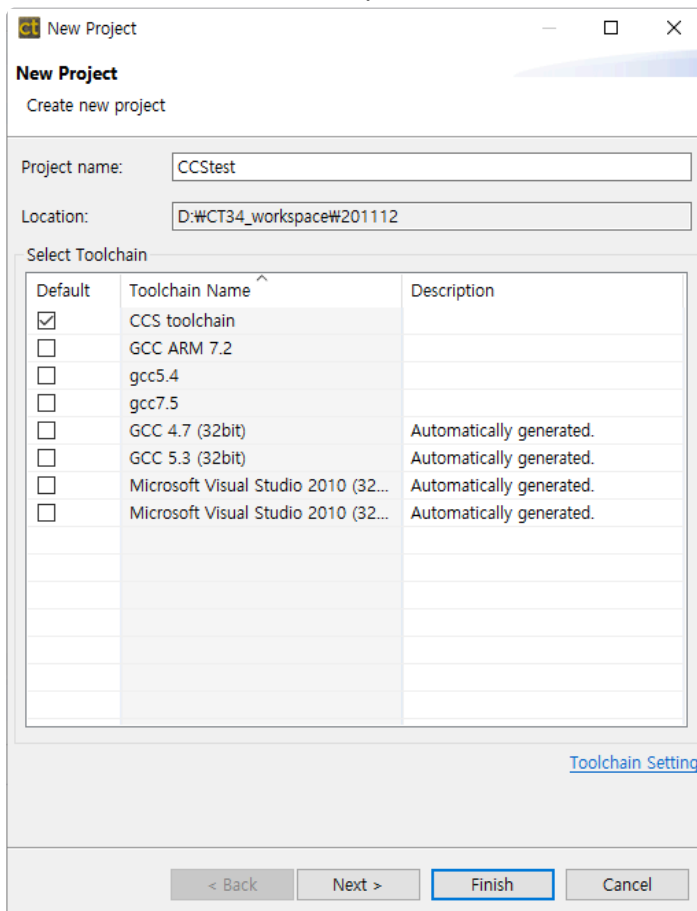 ct New Project
New Project
Create new project
Project name: CCStest
Location: D:₩CT34_workspace₩201112
Select Toolchain
Default Toolchain Name Description
CCS toolchain
GCC ARM 7.2
gcc5.4
gcc7.5
GCC 4.7 (32bit) Automatically generated.
GCC 5.3 (32bit) Automatically generated.
Microsoft Visual Studio 2010 (32... Automatically generated.
Microsoft Visual Studio 2010 (32... Automatically generated.
Toolchain Setting
< Back Next > Finish Cancel